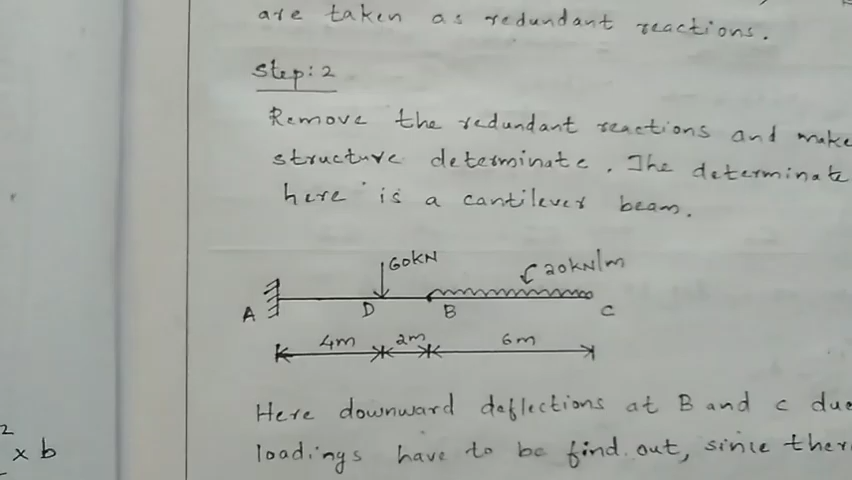 are taken as redundant reactions.
Step:2
Remove the redundant reactions and make
structure determinate. The determinate
here is a cantilever beam.
60kN
20kN/m
A D B C
4m 2m 6m
Here downward deflections at B and C due
loadings have to be find out, since ther
2
x b